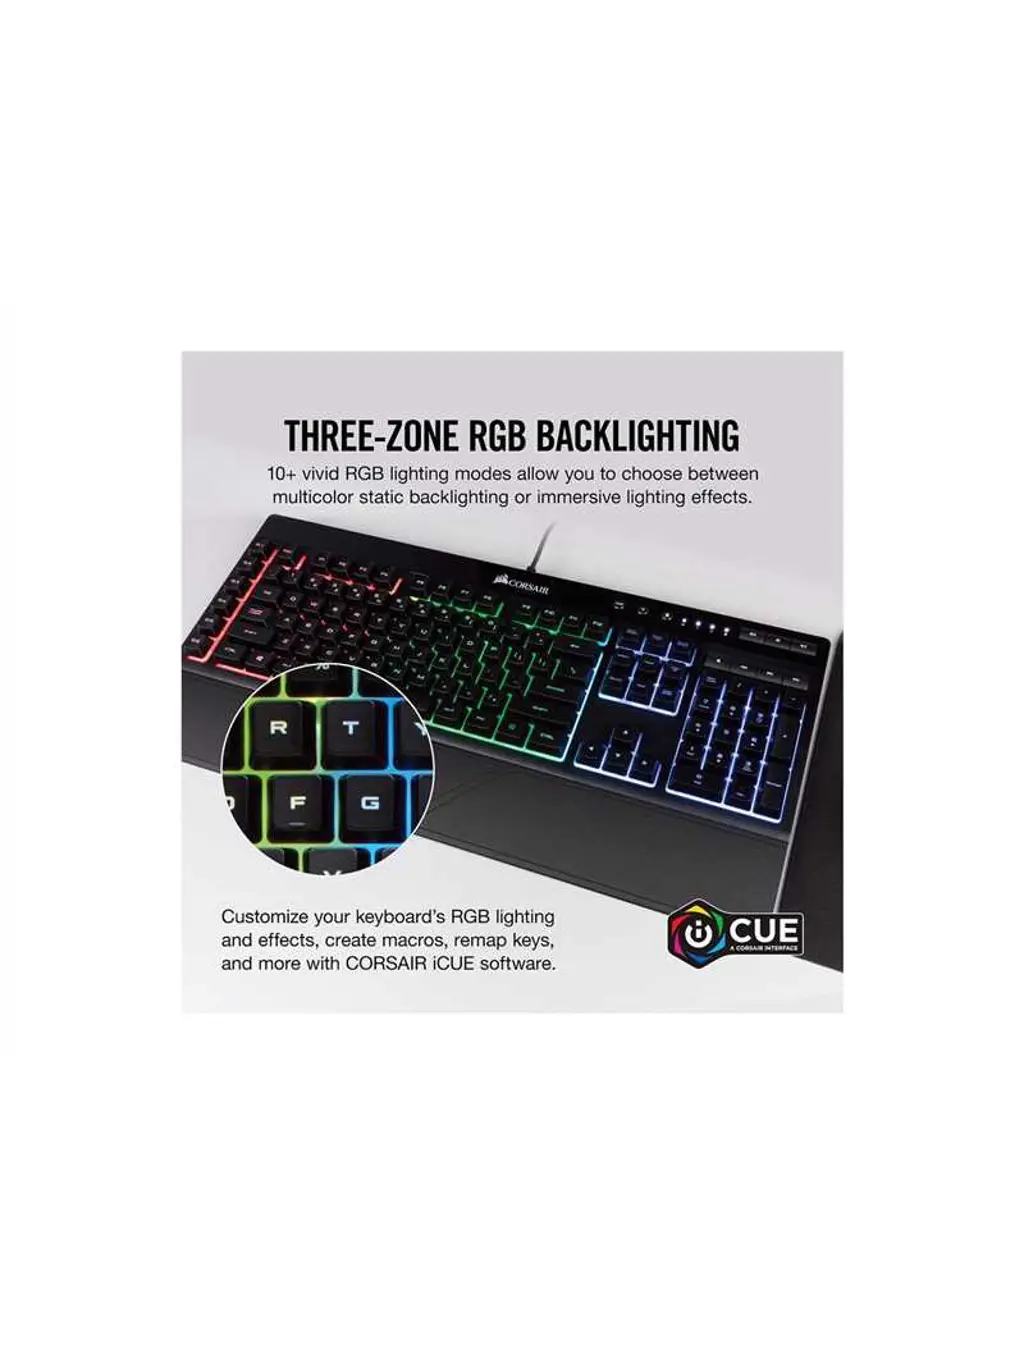 THREE-ZONE RGB BACKLIGHTING
10+ vivid RGB lighting modes allow you to choose between
multicolor static backlighting or immersive lighting effects.
CORSAIR
R T Y
F G
Customize your keyboard's RGB lighting
and effects, create macros, remap keys,
and more with CORSAIR iCUE software.
i CUE
A CORSAIR INTERFACE